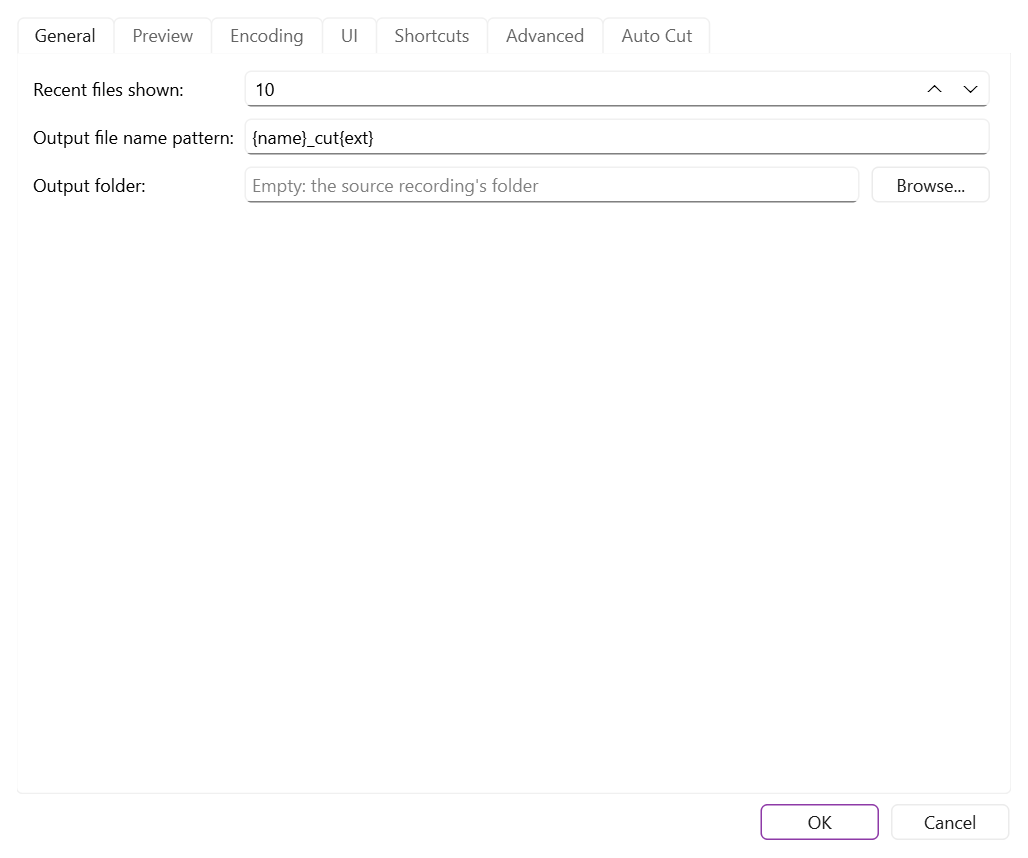 General Preview Encoding UI Shortcuts Advanced Auto Cut
Recent files shown: 10
Output file name pattern: {name}_cut{ext}
Output folder: Empty: the source recording's folder Browse...
OK Cancel